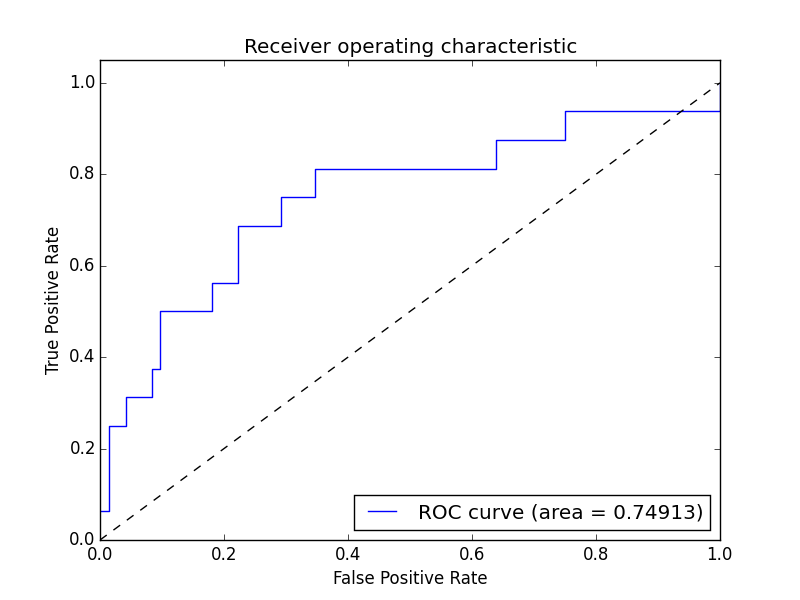 Receiver operating characteristic
1.0
0.8
0.6
0.4
0.2
0.0
True Positive Rate
ROC curve (area = 0.74913)
0.0 0.2 0.4 0.6 0.8 1.0
False Positive Rate